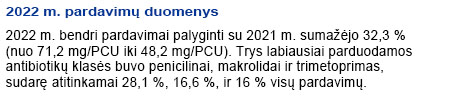 2022 m. pardavimų duomenys
2022 m. bendri pardavimai palyginti su 2021 m. sumažėjo 32,3 %
(nuo 71,2 mg/PCU iki 48,2 mg/PCU). Trys labiausiai parduodamos
antibiotikų klasės buvo penicilinai, makrolidai ir trimetoprimas,
sudarę atitinkamai 28,1 %, 16,6 %, ir 16 % visų pardavimų.